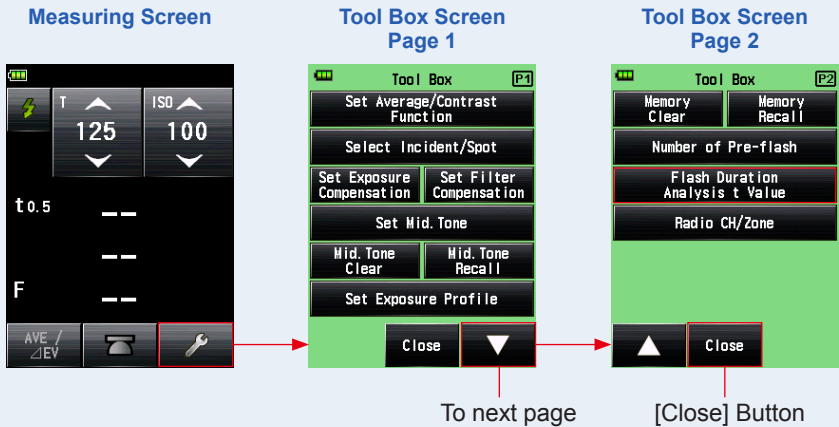 Measuring Screen
T
125
ISO
100
t0.5
F
AVE /
⊿EV
Tool Box Screen
Page 1
Tool Box
P1
Set Average/Contrast
Function
Select Incident/Spot
Set Exposure
Compensation
Set Filter
Compensation
Set Mid. Tone
Mid. Tone
Clear
Mid. Tone
Recall
Set Exposure Profile
Close
To next page
Tool Box Screen
Page 2
Tool Box
P2
Memory
Clear
Memory
Recall
Number of Pre-flash
Flash Duration
Analysis t Value
Radio CH/Zone
Close
[Close] Button